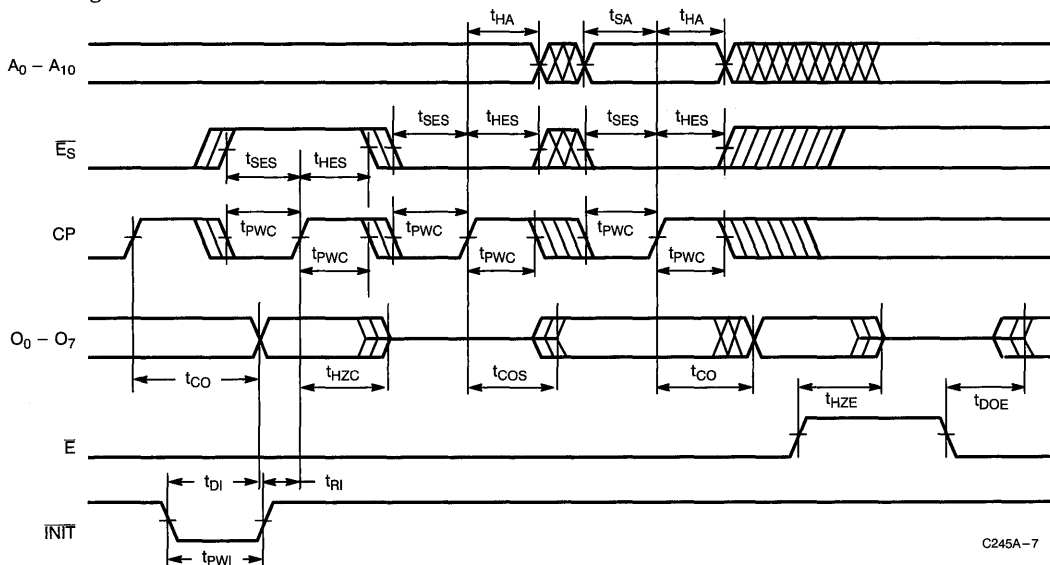 tHA tSA tHA
A0 – A10
tSES tHES tSES tHES
ES
tSES tHES
tPWC tPWC tPWC
CP
tPWC tPWC tPWC
O0 – O7
tCO tHZC tCOS tCO
tHZE tDOE
E
tDI tRI
INIT
tPWI
C245A–7